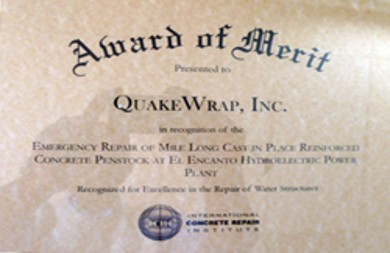 Award of Merit
Presented to
QUAKEWRAP, INC.
in recognition of the
EMERGENCY REPAIR OF MILE LONG CAST IN PLACE REINFORCED
CONCRETE PENSTOCK AT EL ENCANTO HYDROELECTRIC POWER
PLANT
Recognized for Excellence in the Repair of Water Structures
ICRI
INTERNATIONAL
CONCRETE REPAIR
INSTITUTE